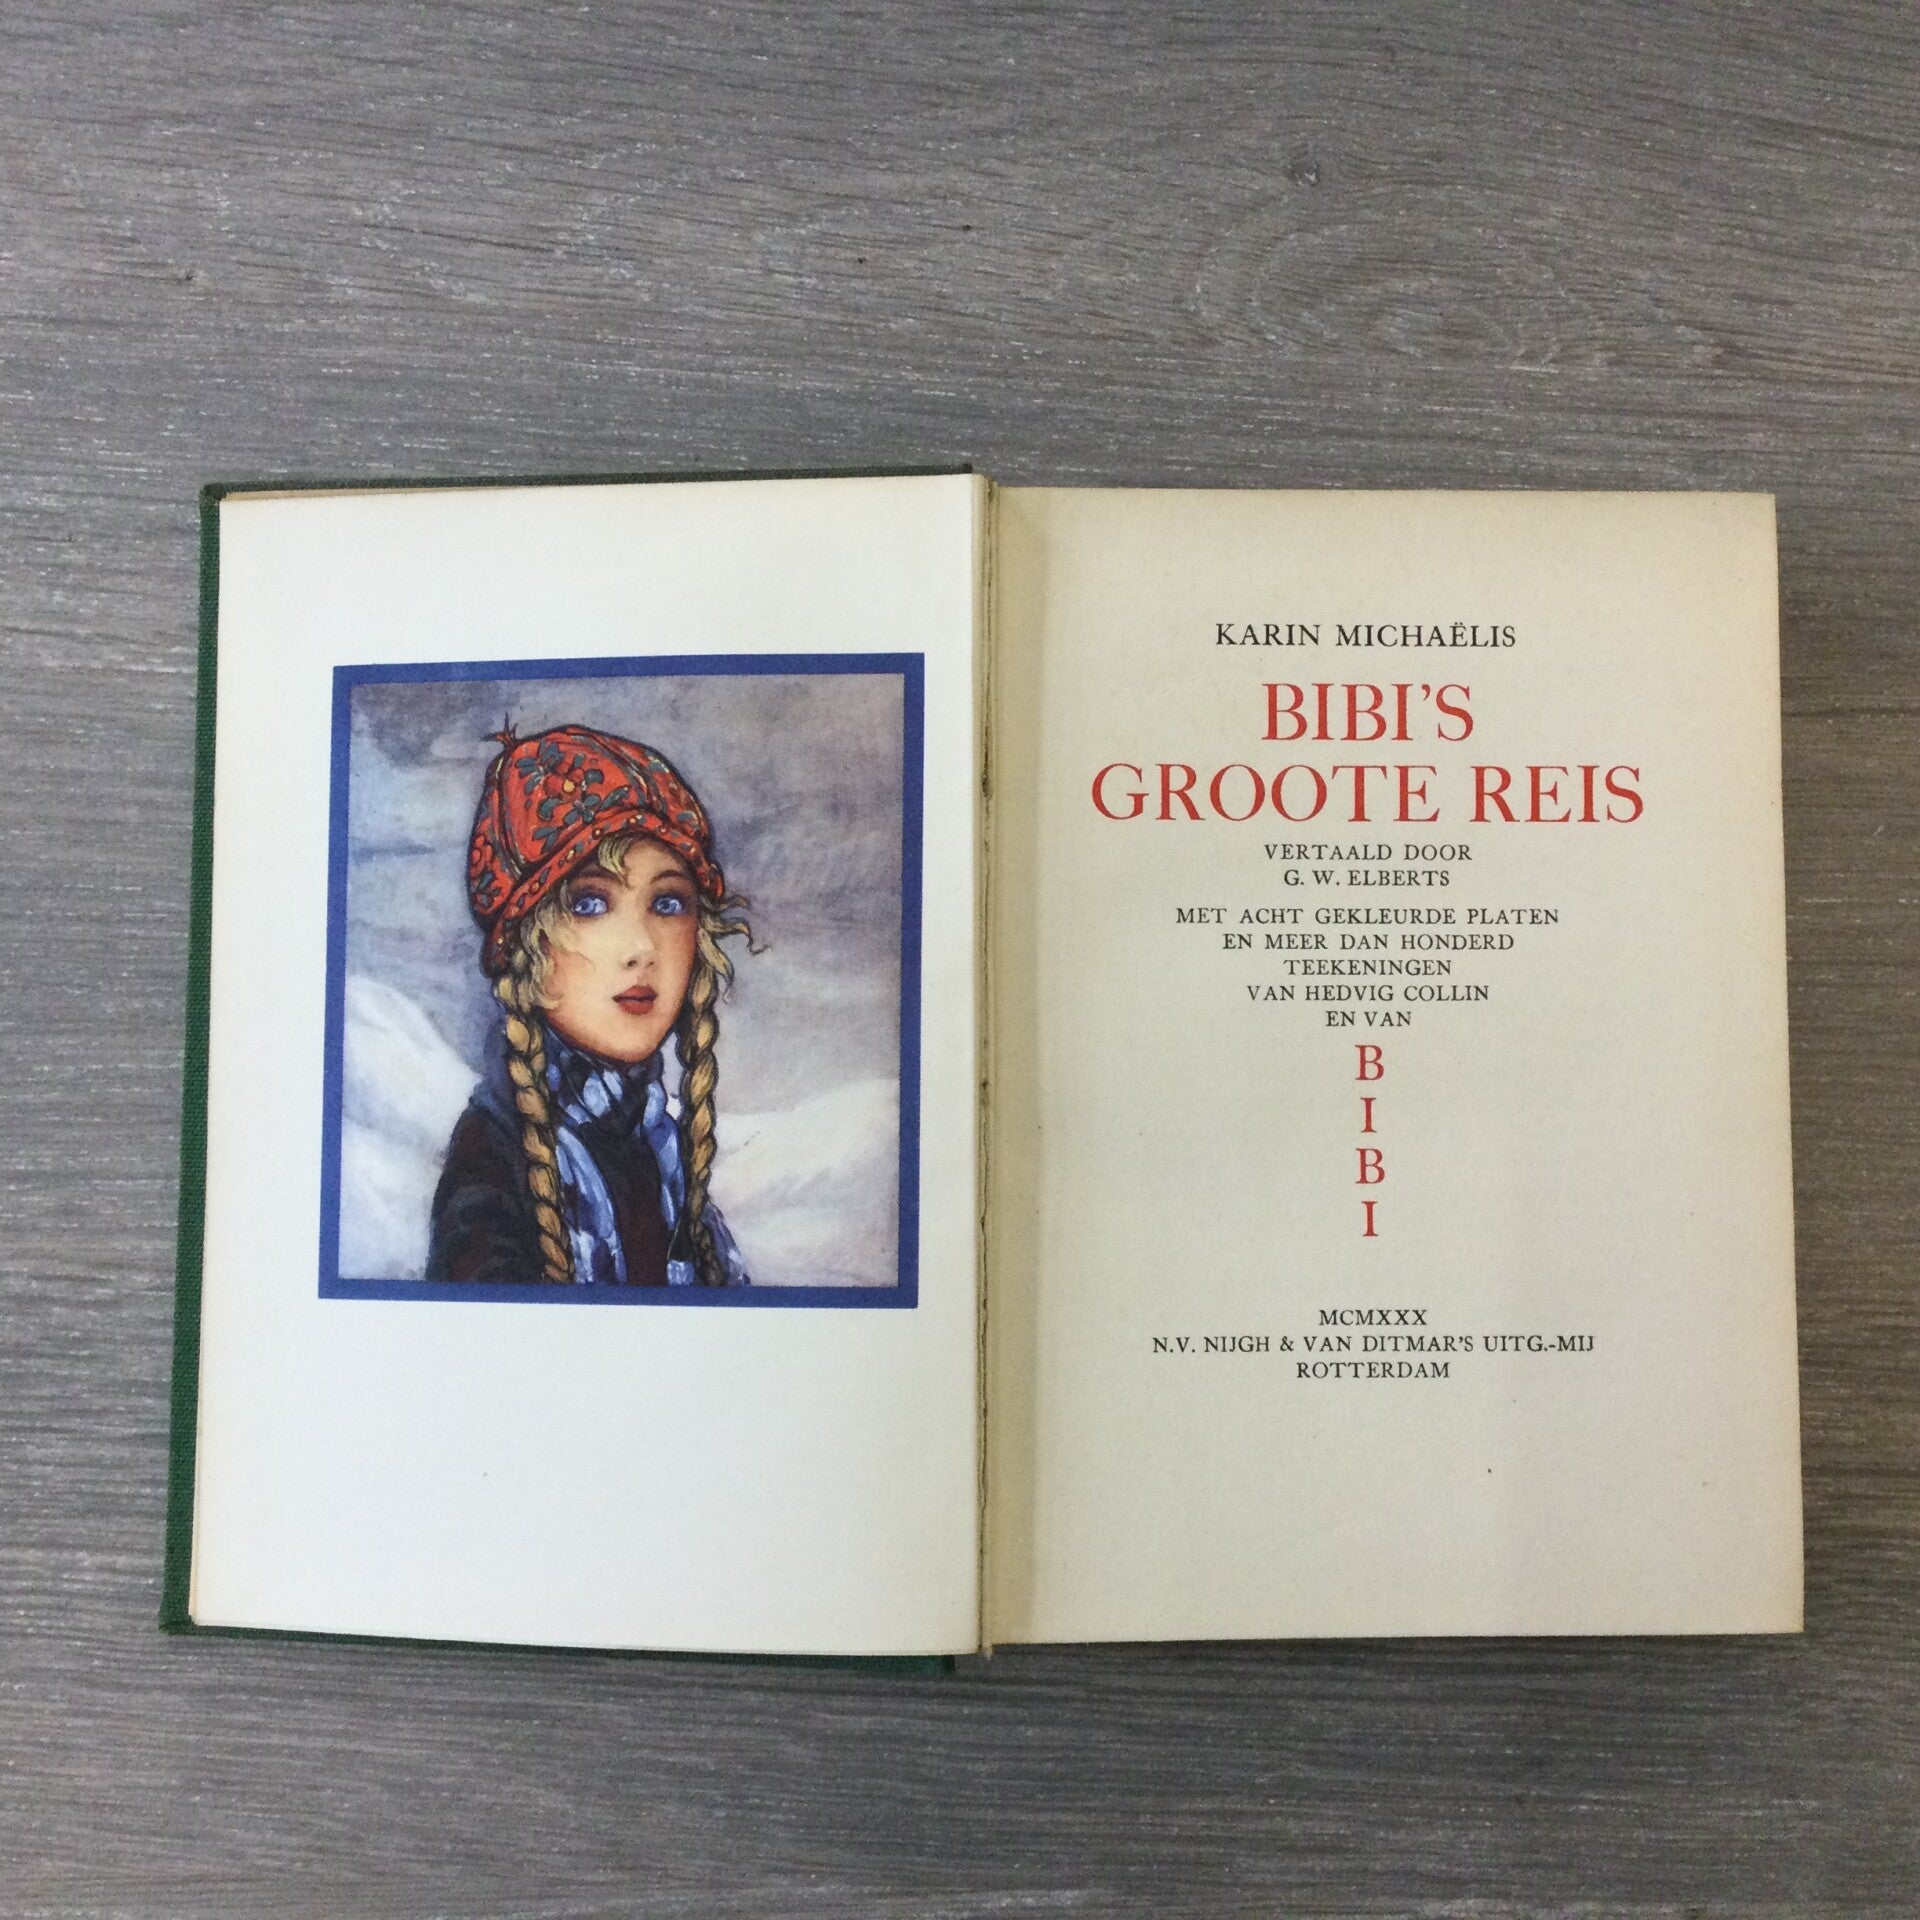 KARIN MICHAËLIS
BIBI'S
GROOTE REIS
VERTAALD DOOR
G. W. ELBERTS
MET ACHT GEKLEURDE PLATEN
EN MEER DAN HONDERD
TEEKENINGEN
VAN HEDVIG COLLIN
EN VAN
B
I
B
I
MCMXXX
N.V. NIJGH & VAN DITMAR'S UITG.-MIJ
ROTTERDAM